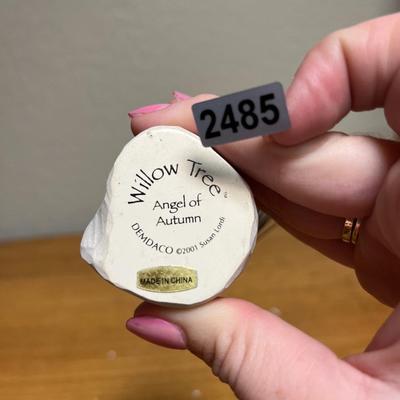 2485
Willow Tree®
Angel of
Autumn
DEMDACO ©2001 Susan Lordi
MADE IN CHINA